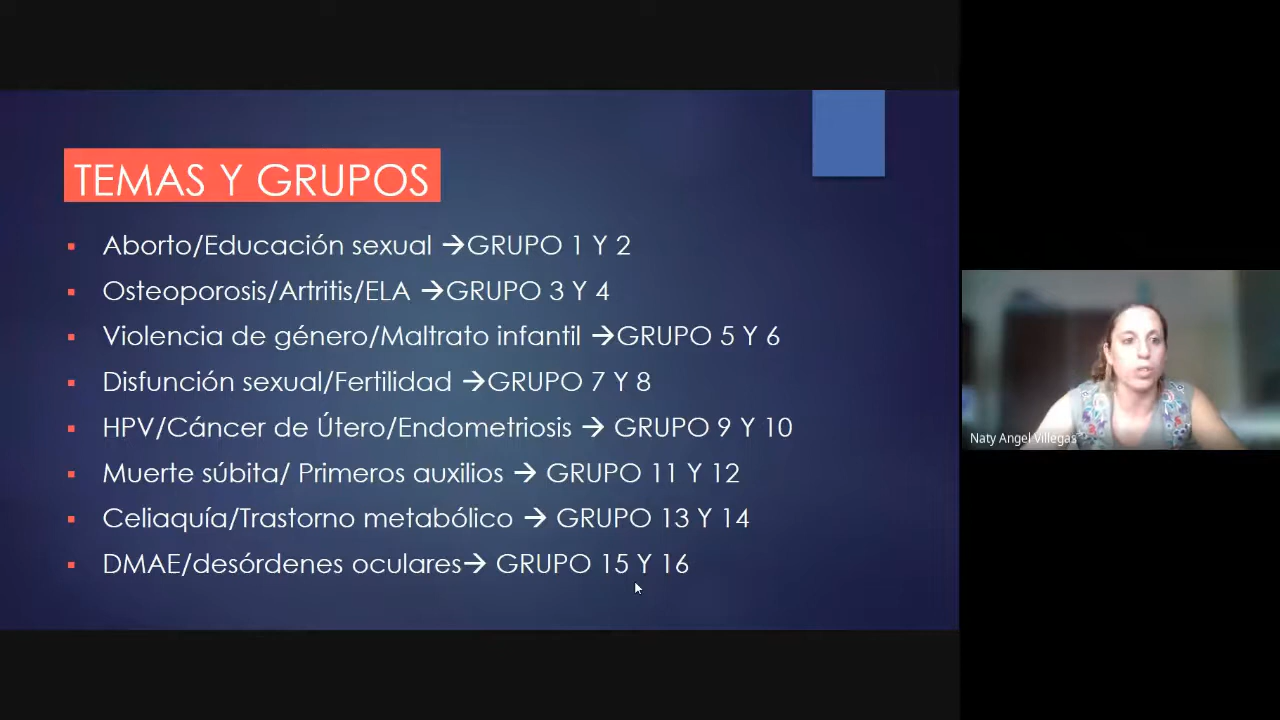 TEMAS Y GRUPOS
Aborto/Educación sexual →GRUPO 1 Y 2
Osteoporosis/Artritis/ELA →GRUPO 3 Y 4
Violencia de género/Maltrato infantil →GRUPO 5 Y 6
Disfunción sexual/Fertilidad →GRUPO 7 Y 8
HPV/Cáncer de Útero/Endometriosis → GRUPO 9 Y 10
Muerte súbita/ Primeros auxilios → GRUPO 11 Y 12
Celiaquía/Trastorno metabólico → GRUPO 13 Y 14
DMAE/desórdenes oculares→ GRUPO 15 Y 16
Naty Angel Villegas